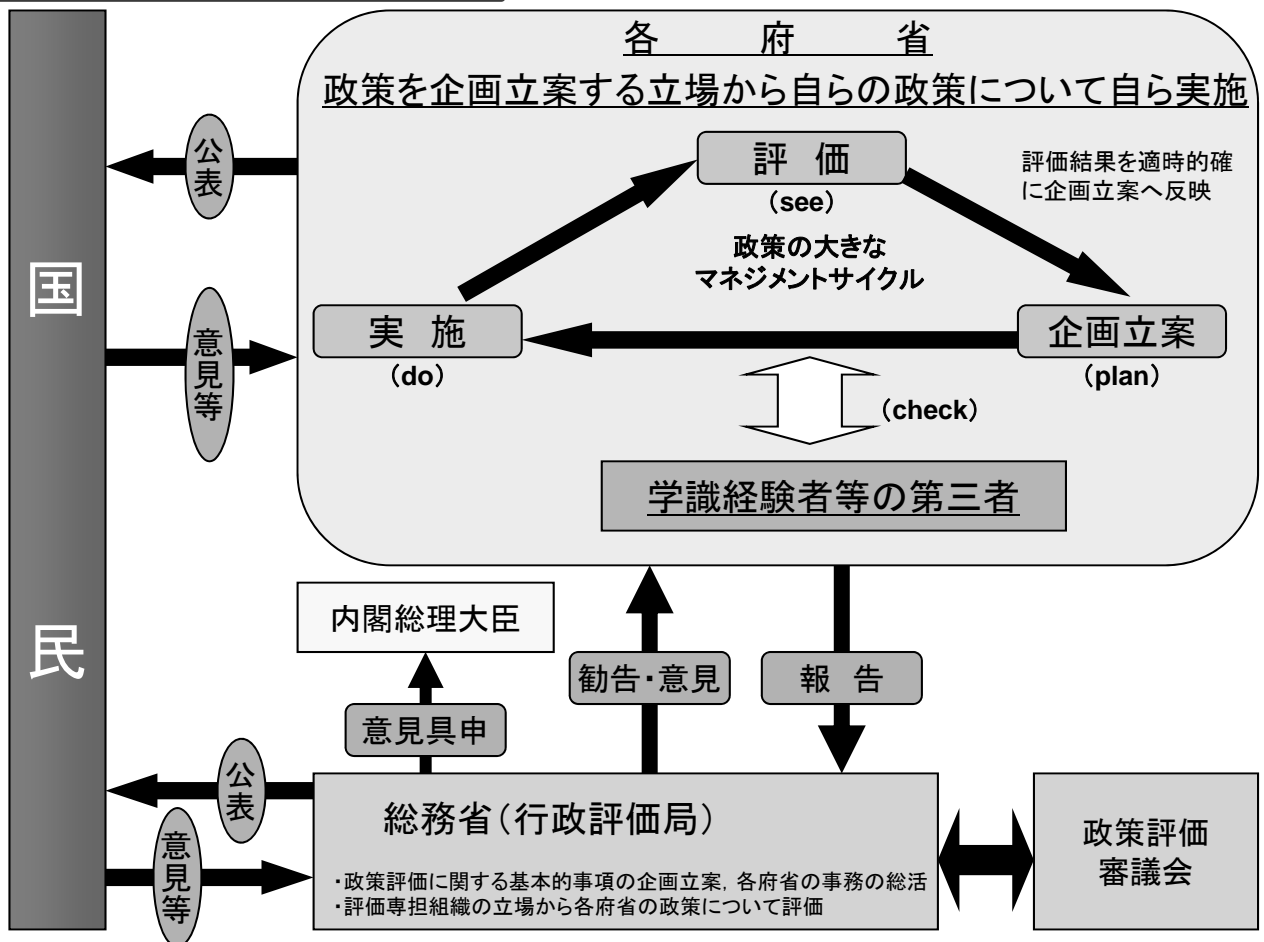 各府省
政策を企画立案する立場から自らの政策について自ら実施
公表
評価
(see)
評価結果を適時的確
に企画立案へ反映
政策の大きな
マネジメントサイクル
国民
意見等
実施
(do)
企画立案
(plan)
(check)
学識経験者等の第三者
内閣総理大臣
勧告・意見
報告
意見具申
公表
意見等
総務省(行政評価局)
・政策評価に関する基本的事項の企画立案，各府省の事務の総活
・評価専担組織の立場から各府省の政策について評価
政策評価
審議会